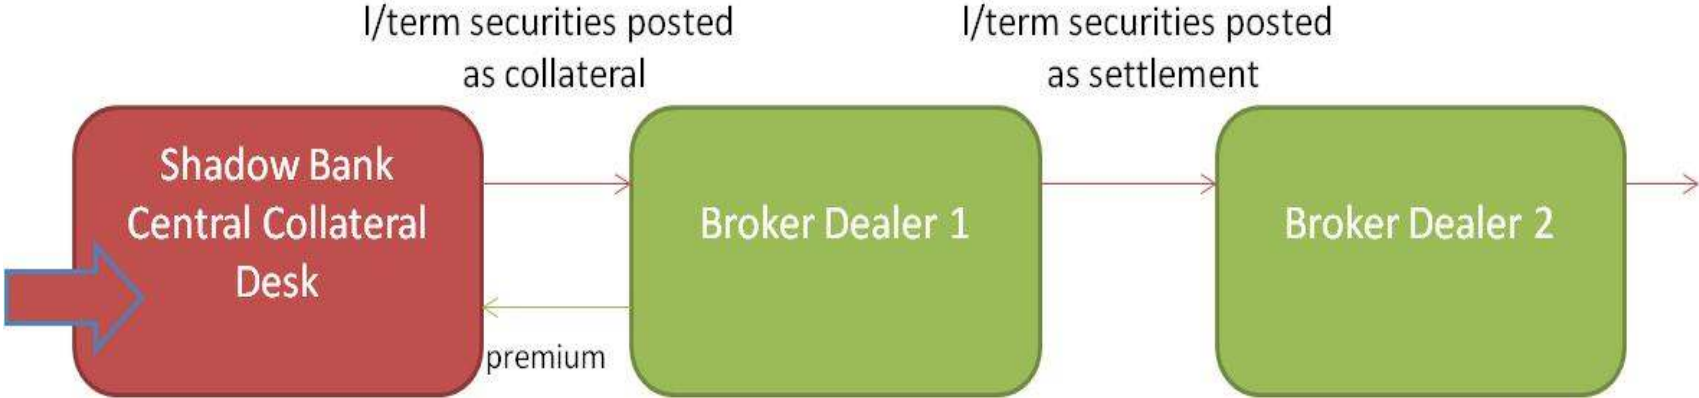 l/term securities posted
as collateral
l/term securities posted
as settlement
Shadow Bank
Central Collateral
Desk
Broker Dealer 1
Broker Dealer 2
premium